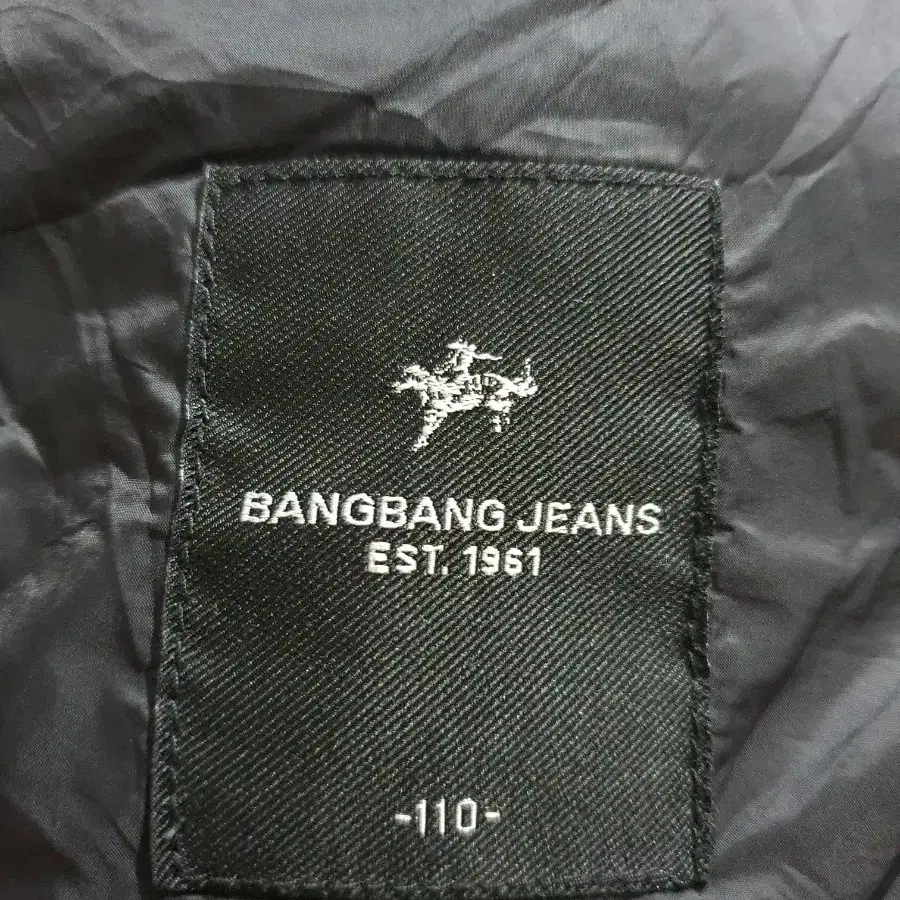 BANGBANG JEANS
EST. 1961
-110-